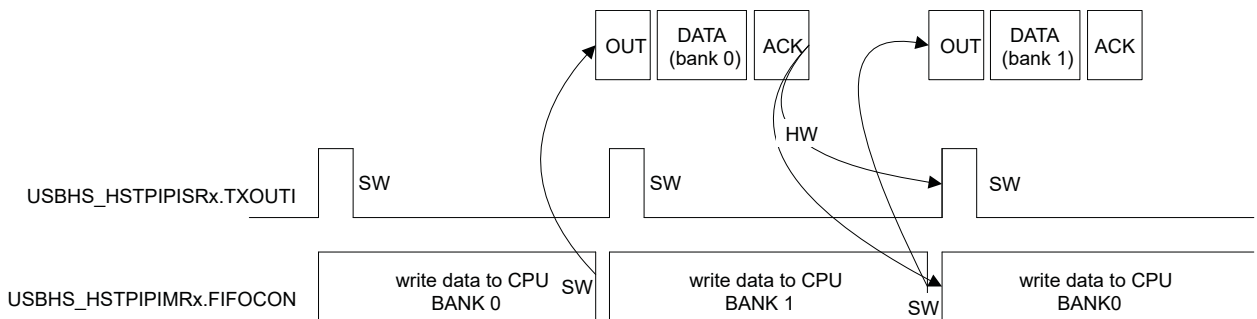 OUT
DATA
(bank 0)
ACK
OUT
DATA
(bank 1)
ACK
HW
USBHS_HSTPIPISRx.TXOUTI
SW
SW
SW
USBHS_HSTPIPIMRx.FIFOCON
write data to CPU
BANK 0
SW
write data to CPU
BANK 1
SW
write data to CPU
BANK0